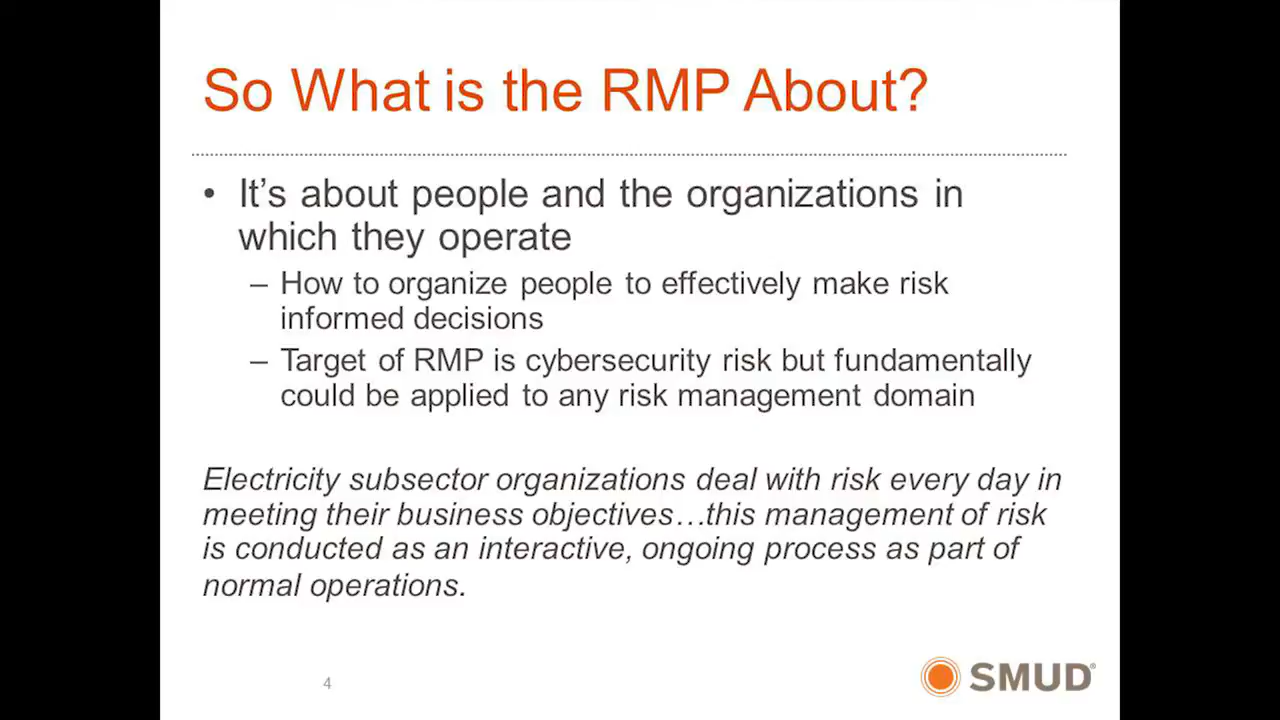 So What is the RMP About?
• It’s about people and the organizations in
which they operate
– How to organize people to effectively make risk
informed decisions
– Target of RMP is cybersecurity risk but fundamentally
could be applied to any risk management domain
Electricity subsector organizations deal with risk every day in
meeting their business objectives…this management of risk
is conducted as an interactive, ongoing process as part of
normal operations.
4
SMUD®